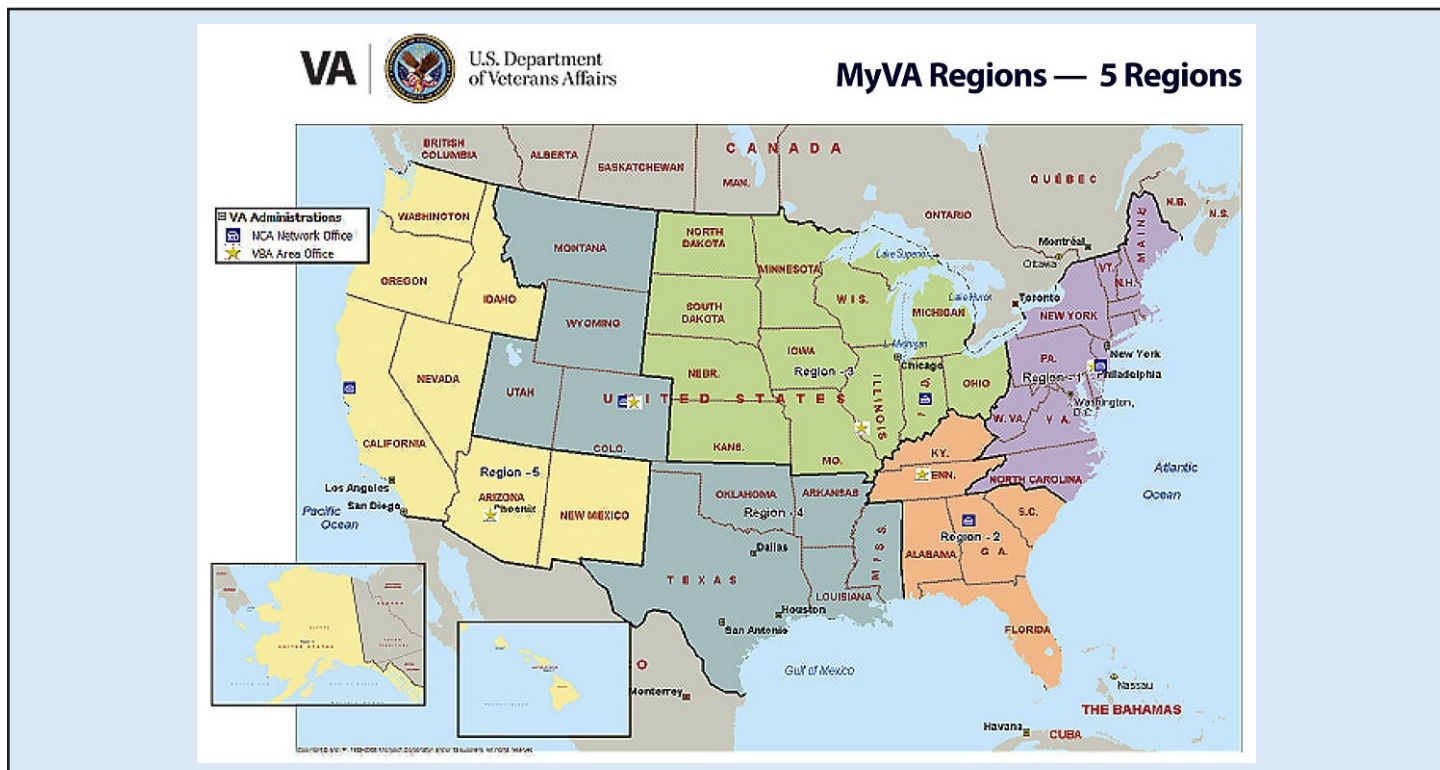 VA
U.S. Department
of Veterans Affairs
MyVA Regions — 5 Regions
BRITISH
COLUMBIA
ALBERTA
SASKATCHEWAN
MAN.
CANADA
ONTARIO
QUÉBEC
N.B.
N.S.
VA Administrations
NCA Network Office
VBA Area Office
WASHINGTON
OREGON
IDAHO
MONTANA
WYOMING
NEVADA
UTAH
CALIFORNIA
COLO.
NORTH
DAKOTA
SOUTH
DAKOTA
MINNESOTA
WIS.
MICHIGAN
Lake Superior
Lake Huron
L. Michigan
IOWA
Region - 3
NEBR.
KANS.
MO.
ILLINOIS
Chicago
OHIO
UNITED STATES
Montréal
Ottawa
Toronto
MAINE
VT.
N.H.
NEW YORK
New York
PA.
Region - 1
Philadelphia
Washington,
D.C.
W. VA.
VA.
KY.
TENN.
NORTH CAROLINA
S.C.
Region - 2
ALABAMA
GA.
FLORIDA
Region - 5
ARIZONA
Phoenix
NEW MEXICO
Los Angeles
San Diego
Pacific
Ocean
OKLAHOMA
ARKANSAS
Region - 4
Dallas
TEXAS
MISS
LOUISIANA
Houston
San Antonio
Monterrey
Gulf of Mexico
Atlantic
Ocean
Nassau
THE BAHAMAS
Havana
CUBA
UNITED STATES